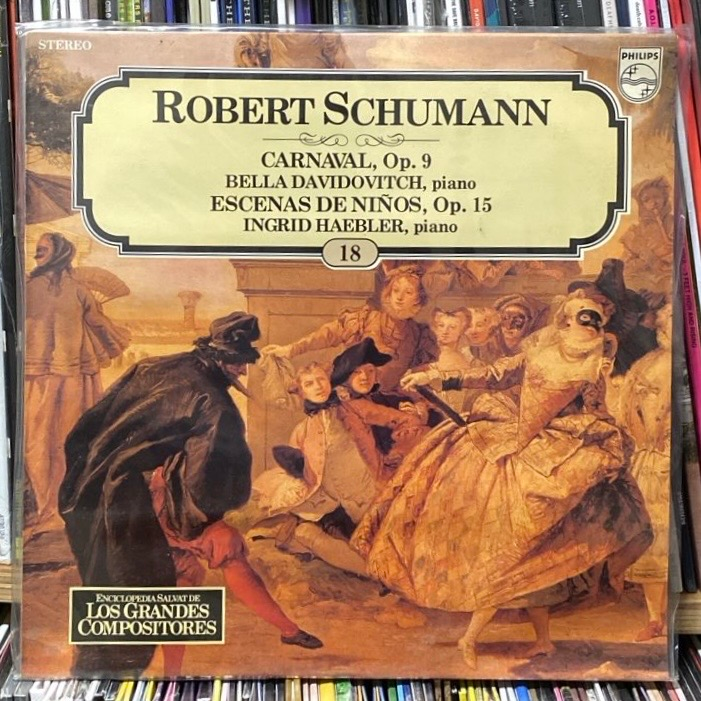 STEREO
PHILIPS
ROBERT SCHUMANN
CARNAVAL, Op. 9
BELLA DAVIDOVITCH, piano
ESCENAS DE NIÑOS, Op. 15
INGRID HAEBLER, piano
18
ENCICLOPEDIA SALVAT DE
LOS GRANDES
COMPOSITORES